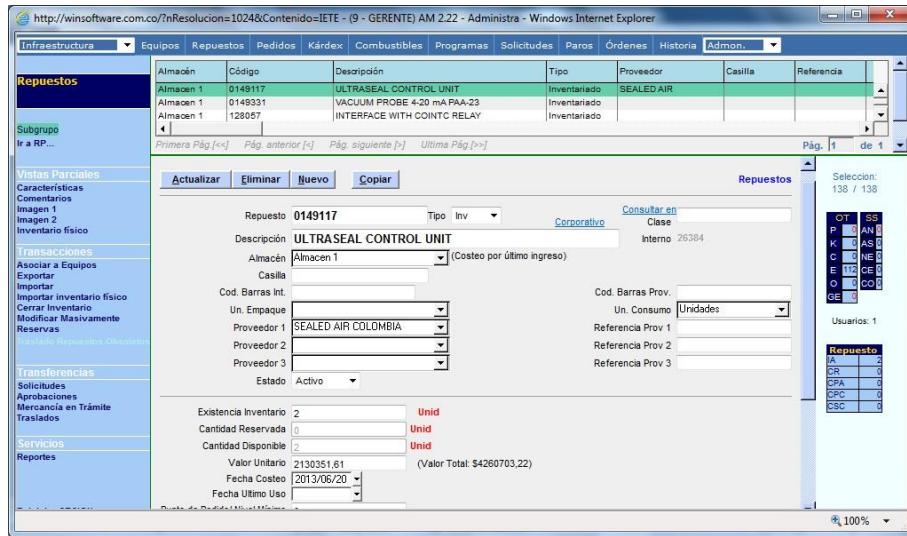 http://winsoftware.com.co/?nResolucion=1024&Contenido=IETE - (9 - GERENTE) AM 2.22 - Administra - Windows Internet Explorer
Infraestructura Equipos Repuestos Pedidos Kárdex Combustibles Programas Solicitudes Paros Órdenes Historia Admon.
Repuestos
Subgrupo
Ir a RP...
Vistas Parciales
Características
Comentarios
Imagen 1
Imagen 2
Inventario físico
Transacciones
Asociar a Equipos
Exportar
Importar
Importar inventario físico
Cerrar Inventario
Modificar Masivamente
Reservas
Traslado Repuestos Obsoletos
Transferencias
Solicitudes
Aprobaciones
Mercancía en Trámite
Traslados
Servicios
Reportes
Almacén Código Descripción Tipo Proveedor Casilla Referencia
Almacen 1 0149117 ULTRASEAL CONTROL UNIT Inventariado SEALED AIR
Almacen 1 0149331 VACUUM PROBE 4-20 mA PAA-23 Inventariado
Almacen 1 128057 INTERFACE WITH COINTC RELAY Inventariado
Primera Pág.[<<] Pág. anterior [<] Pág. siguiente [>] Ultima Pág.[>>] Pág. 1 de 1
Actualizar Eliminar Nuevo Copiar Repuestos
Repuesto 0149117 Tipo Inv Corporativo Consultar en Clase
Descripción ULTRASEAL CONTROL UNIT Interno 26384
Almacén Almacen 1 (Costeo por último ingreso)
Casilla
Cod. Barras Int. Cod. Barras Prov.
Un. Empaque Un. Consumo Unidades
Proveedor 1 SEALED AIR COLOMBIA Referencia Prov 1
Proveedor 2 Referencia Prov 2
Proveedor 3 Referencia Prov 3
Estado Activo
Existencia Inventario 2 Unid
Cantidad Reservada 0 Unid
Cantidad Disponible 2 Unid
Valor Unitario 2130351,61 (Valor Total: $4260703,22)
Fecha Costeo 2013/06/20
Fecha Ultimo Uso
Seleccion:
138 / 138
OT SS
P 0 AN 0
K 0 AS 0
C 0 NE 0
E 112 CE 0
O 0 CO 0
GE 0
Usuarios: 1
Repuesto
IA 2
CR 0
CPA 0
CPC 0
CSC 0
100%